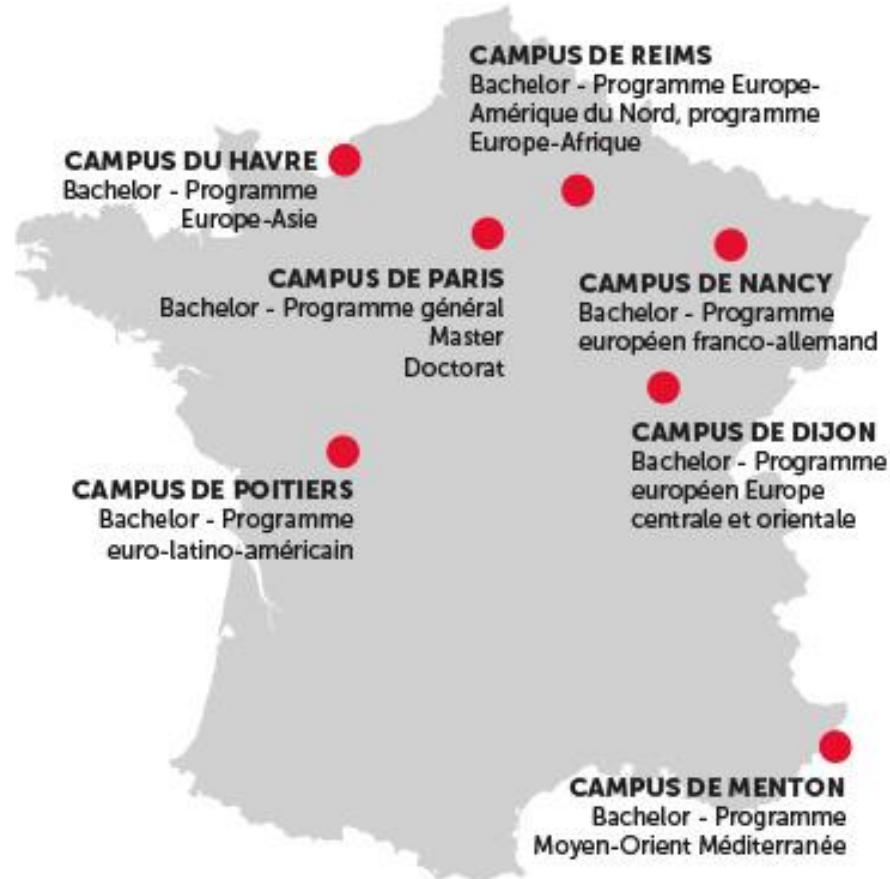 CAMPUS DE REIMS
Bachelor - Programme Europe-
Amérique du Nord, programme
Europe-Afrique
CAMPUS DU HAVRE
Bachelor - Programme
Europe-Asie
CAMPUS DE PARIS
Bachelor - Programme général
Master
Doctorat
CAMPUS DE NANCY
Bachelor - Programme
européen franco-allemand
CAMPUS DE DIJON
Bachelor - Programme
européen Europe
centrale et orientale
CAMPUS DE POITIERS
Bachelor - Programme
euro-latino-américain
CAMPUS DE MENTON
Bachelor - Programme
Moyen-Orient Méditerranée